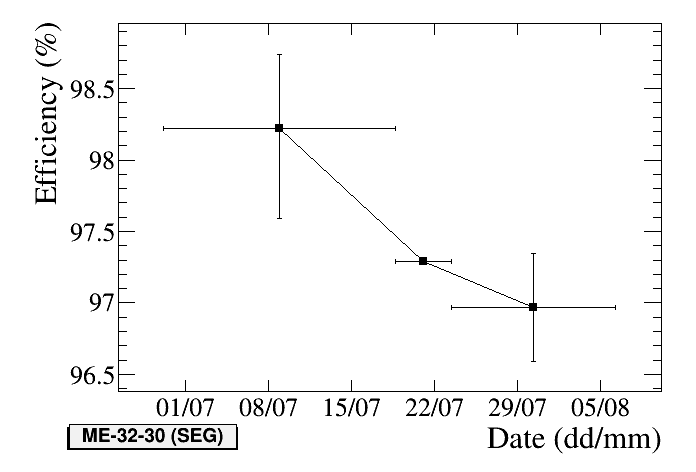 Efficiency (%)
98.5
98
97.5
97
96.5
01/07 08/07 15/07 22/07 29/07 05/08
ME-32-30 (SEG)
Date (dd/mm)